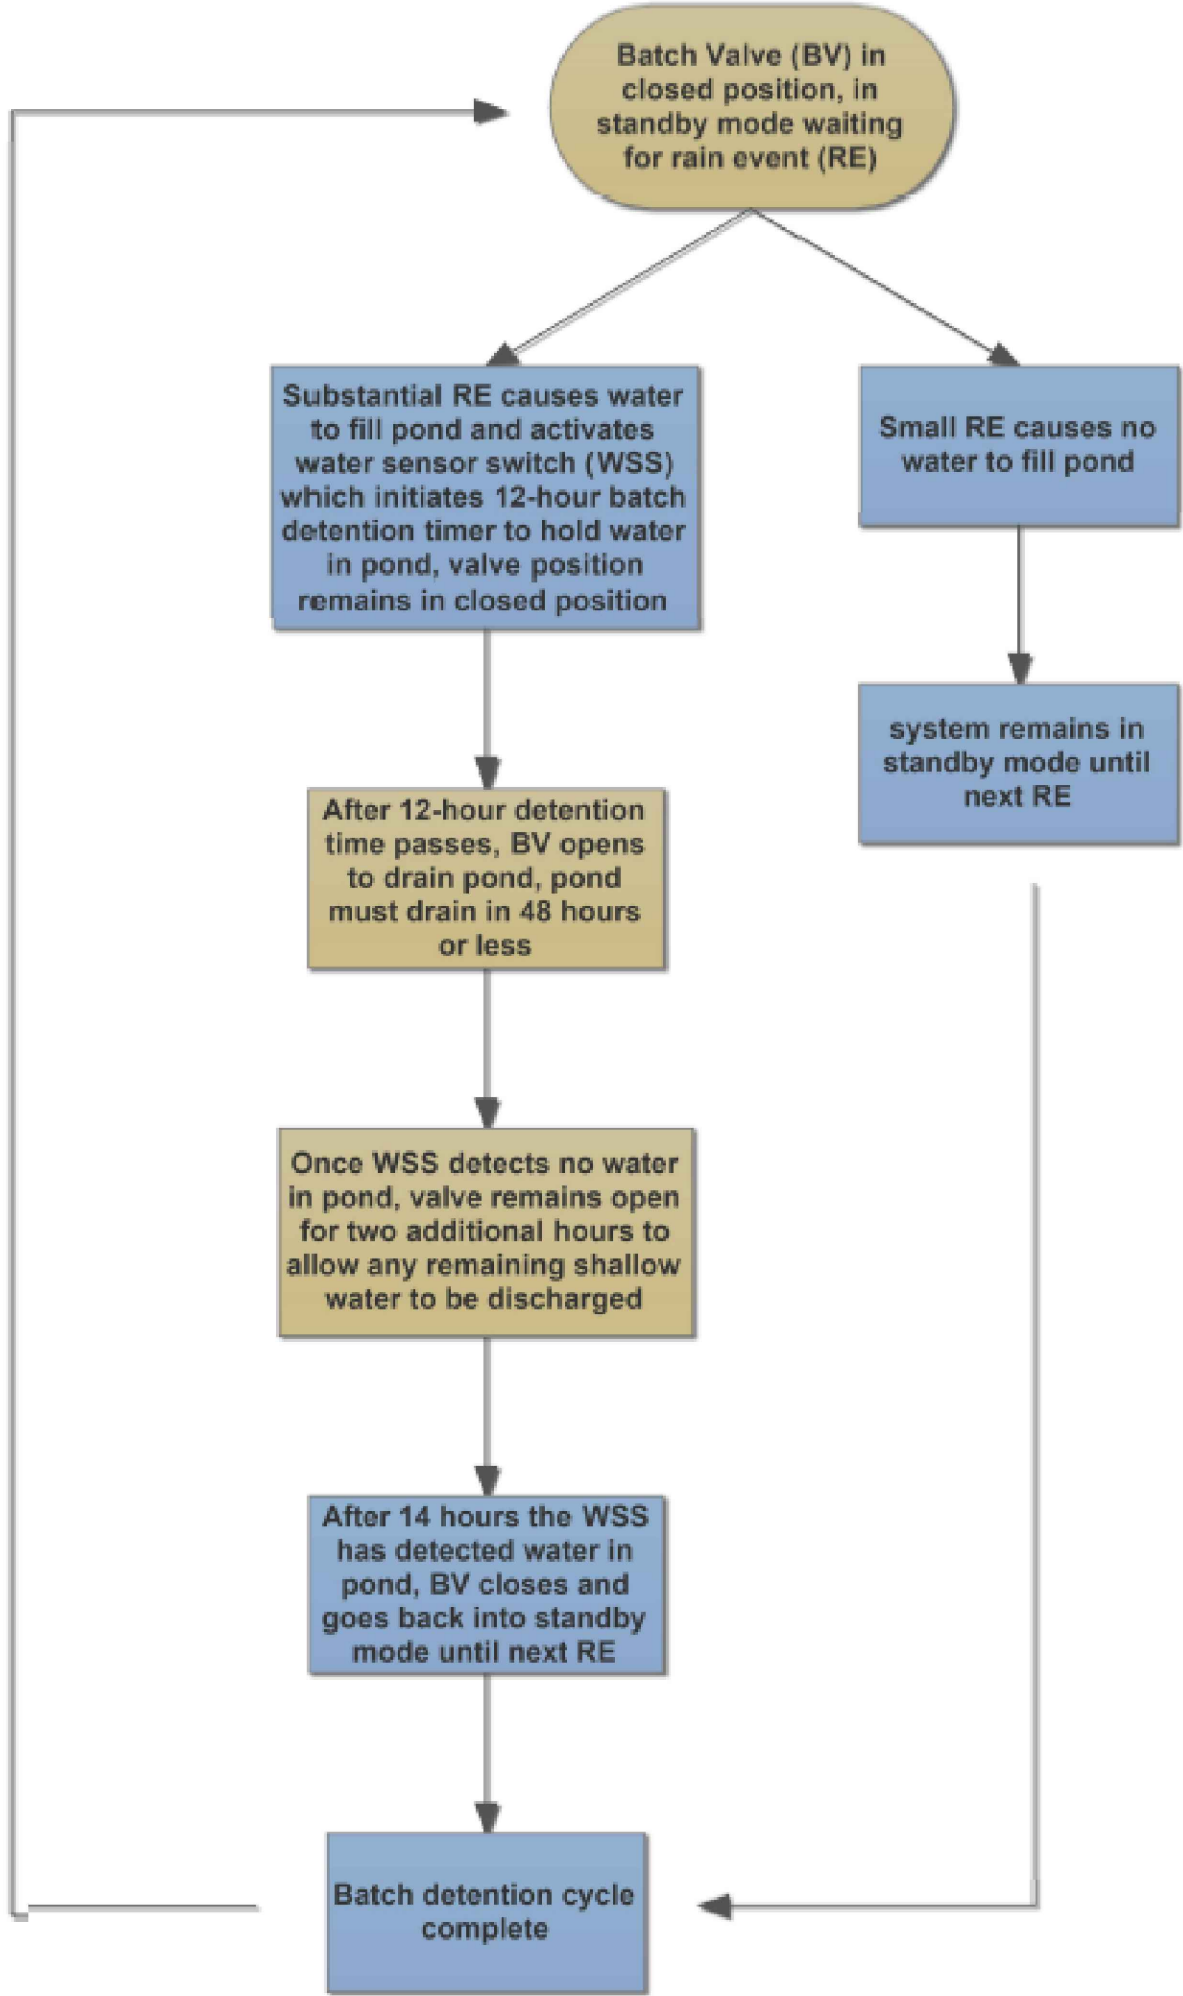 Batch Valve (BV) in
closed position, in
standby mode waiting
for rain event (RE)
Substantial RE causes water
to fill pond and activates
water sensor switch (WSS)
which initiates 12-hour batch
detention timer to hold water
in pond, valve position
remains in closed position
Small RE causes no
water to fill pond
system remains in
standby mode until
next RE
After 12-hour detention
time passes, BV opens
to drain pond, pond
must drain in 48 hours
or less
Once WSS detects no water
in pond, valve remains open
for two additional hours to
allow any remaining shallow
water to be discharged
After 14 hours the WSS
has detected water in
pond, BV closes and
goes back into standby
mode until next RE
Batch detention cycle
complete